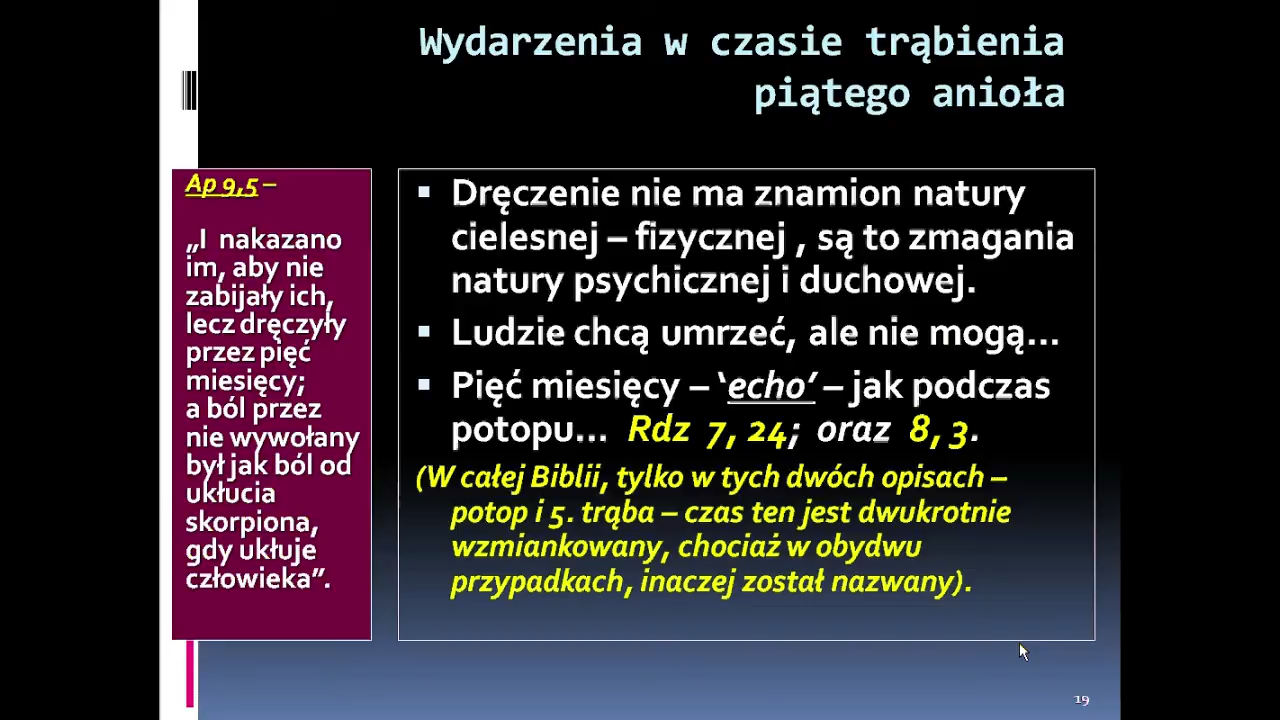 Wydarzenia w czasie trąbienia
piątego anioła
Ap 9,5 –
„I nakazano
im, aby nie
zabijały ich,
lecz dręczyły
przez pięć
miesięcy;
a ból przez
nie wywołany
był jak ból od
ukłucia
skorpiona,
gdy ukłuje
człowieka”.
▪ Dręczenie nie ma znamion natury
cielesnej – fizycznej , są to zmagania
natury psychicznej i duchowej.
▪ Ludzie chcą umrzeć, ale nie mogą...
▪ Pięć miesięcy – ‘echo’ – jak podczas
potopu... Rdz 7, 24; oraz 8, 3.
(W całej Biblii, tylko w tych dwóch opisach –
potop i 5. trąba – czas ten jest dwukrotnie
wzmiankowany, chociaż w obydwu
przypadkach, inaczej został nazwany).
19